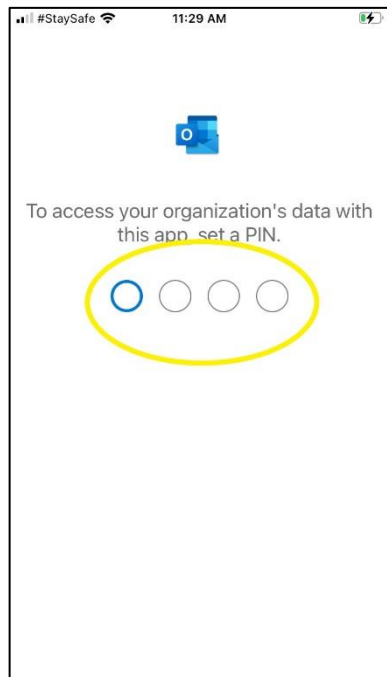 #StaySafe 11:29 AM
O
To access your organization's data with
this app, set a PIN.